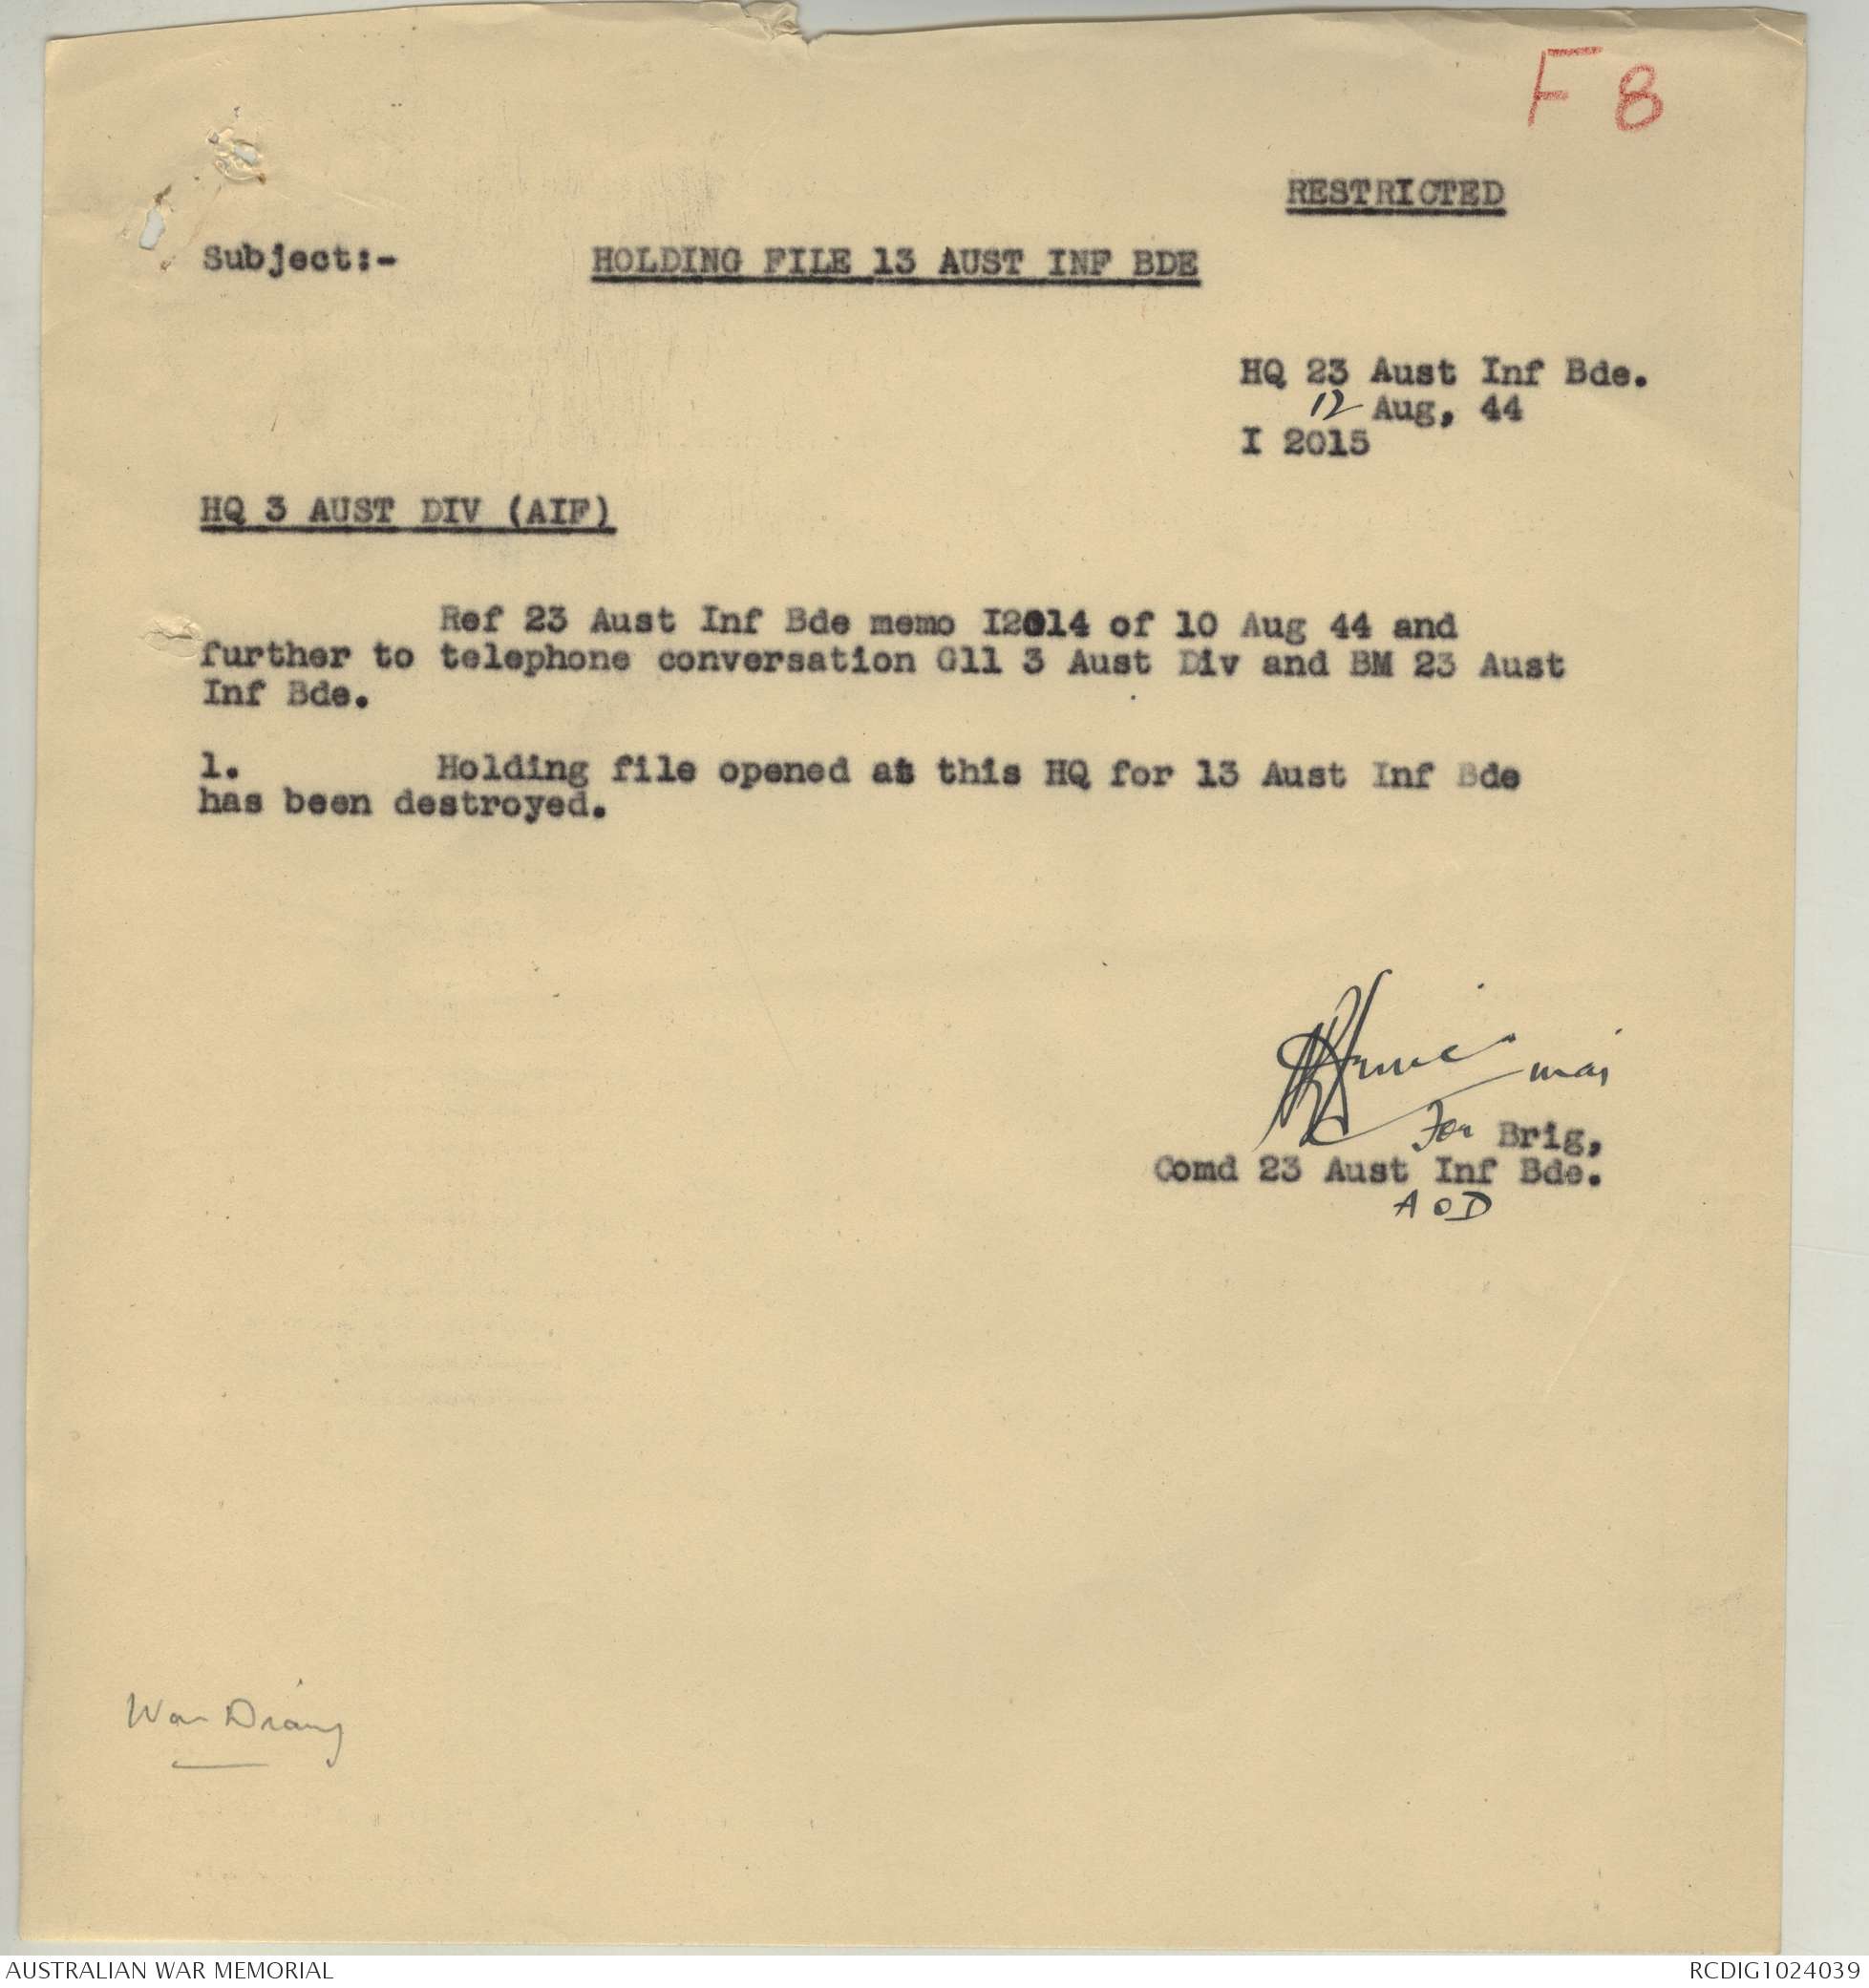 F 8
RESTRICTED
Subject:- HOLDING FILE 13 AUST INF BDE
HQ 23 Aust Inf Bde.
12 Aug, 44
I 2015
HQ 3 AUST DIV (AIF)
Ref 23 Aust Inf Bde memo I2014 of 10 Aug 44 and
further to telephone conversation G11 3 Aust Div and BM 23 Aust
Inf Bde.
1. Holding file opened at this HQ for 13 Aust Inf Bde
has been destroyed.
maj
For Brig,
Comd 23 Aust Inf Bde.
A O D
War Diary
AUSTRALIAN WAR MEMORIAL
RCDIG1024039